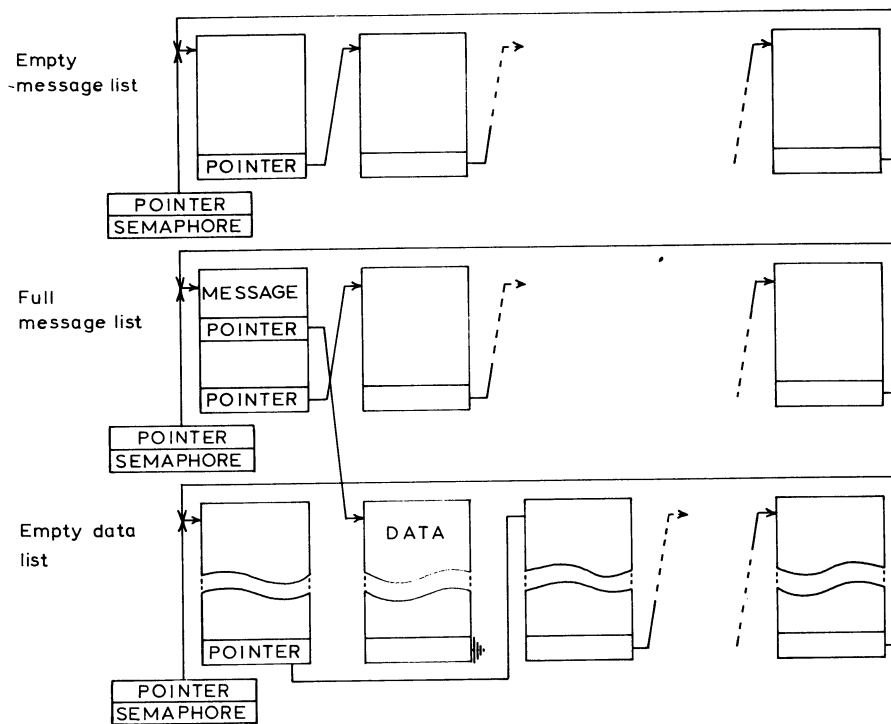 Empty
-message list
POINTER
POINTER
SEMAPHORE
Full
message list
MESSAGE
POINTER
POINTER
POINTER
SEMAPHORE
Empty data
list
DATA
POINTER
POINTER
SEMAPHORE